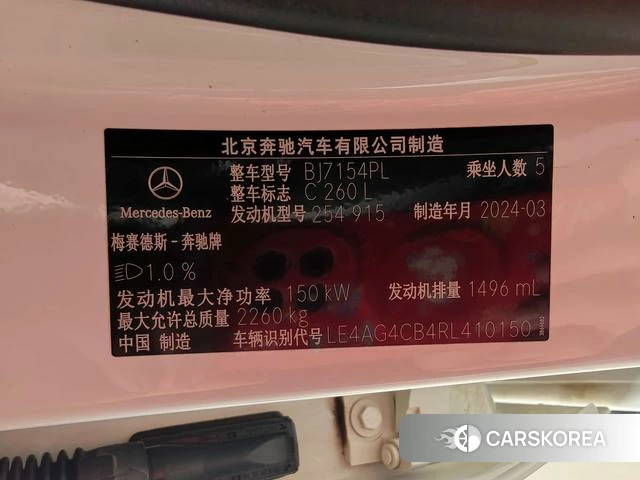 北京奔驰汽车有限公司制造
整车型号 BJ7154PL 乘坐人数 5
整车标志 C 260 L
Mercedes-Benz 发动机型号 254 915 制造年月 2024-03
梅赛德斯-奔驰牌
1.0 %
发动机最大净功率 150 kW 发动机排量 1496 mL
最大允许总质量 2260 kg
中国 制造 车辆识别代号 LE4AG4CB4RL410150
CARSKOREA